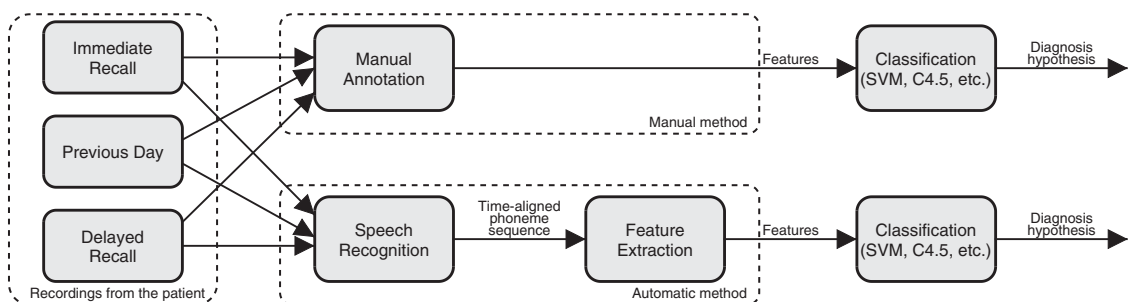 Immediate
Recall
Previous Day
Delayed
Recall
Recordings from the patient
Manual
Annotation
Manual method
Features
Classification
(SVM, C4.5, etc.)
Diagnosis
hypothesis
Speech
Recognition
Time-aligned
phoneme
sequence
Feature
Extraction
Automatic method
Features
Classification
(SVM, C4.5, etc.)
Diagnosis
hypothesis